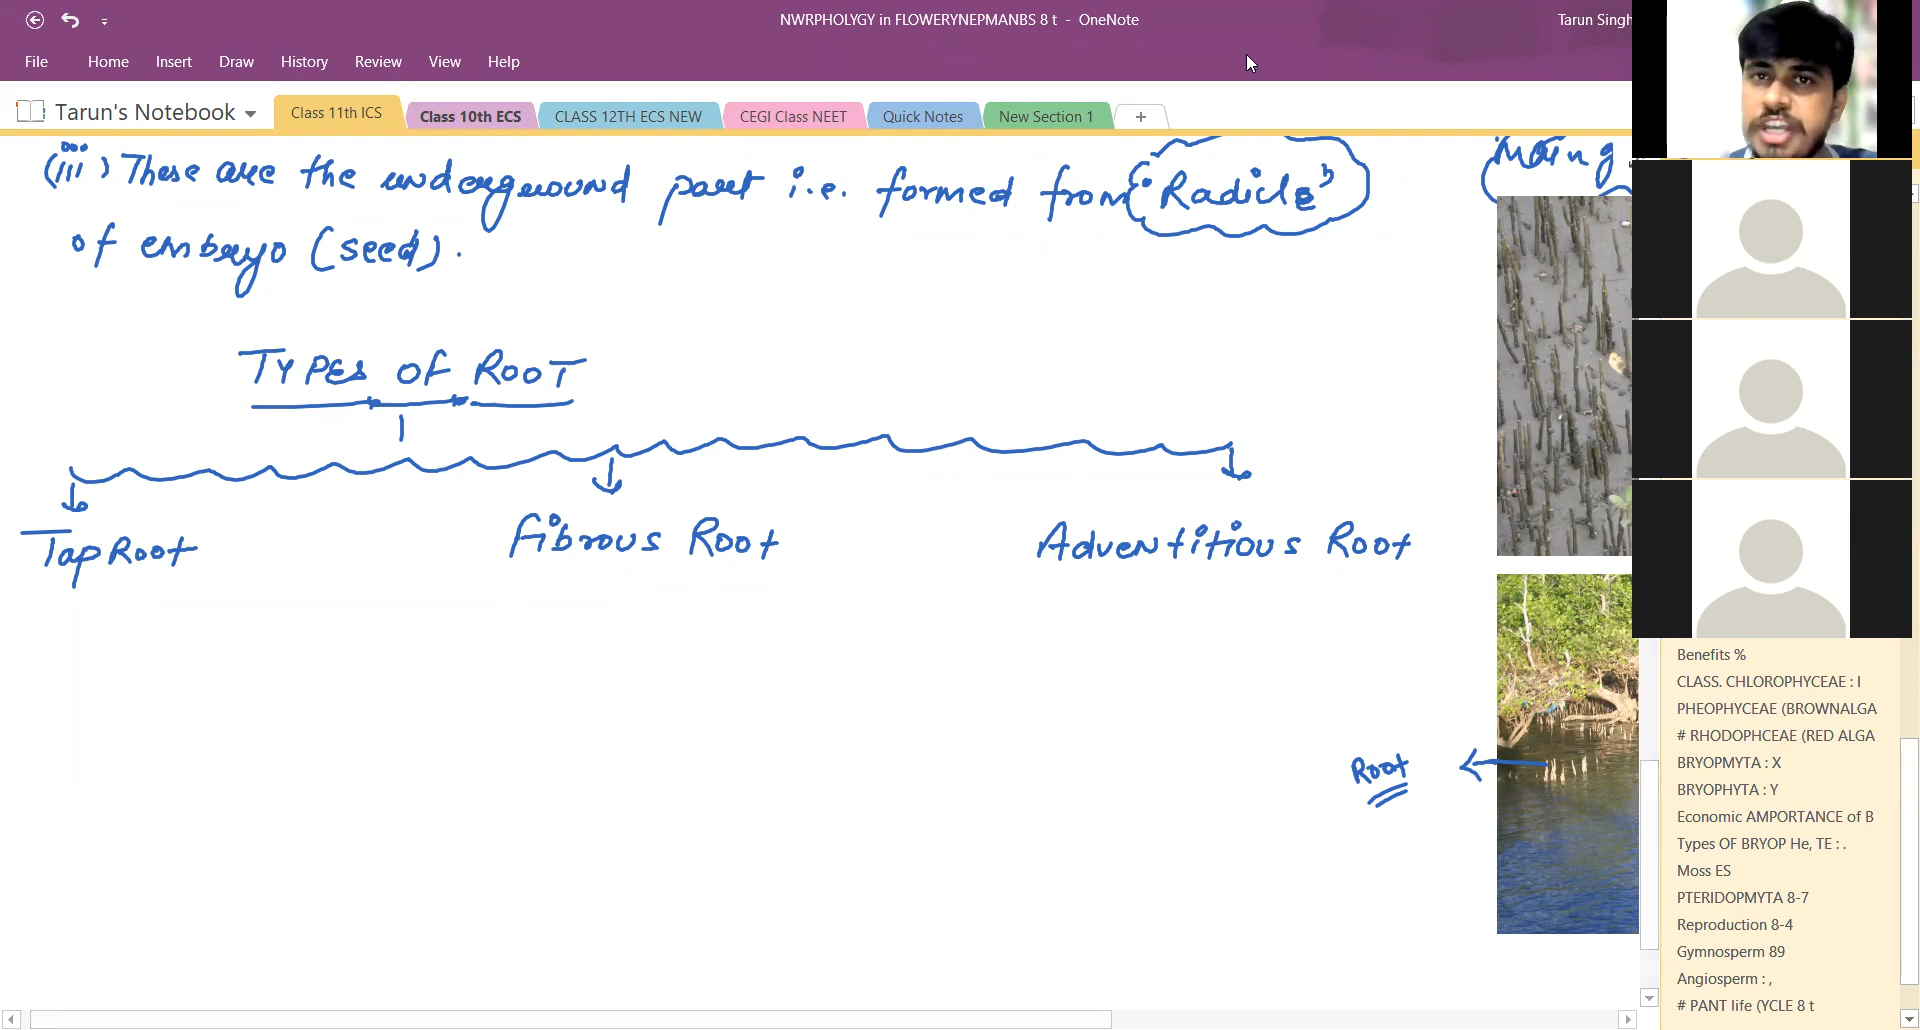 NWRPHOLYGY in FLOWERYNEPMANBS 8 t - OneNote
Tarun Singh
File Home Insert Draw History Review View Help
Tarun's Notebook
Class 11th ICS Class 10th ECS CLASS 12TH ECS NEW CEGI Class NEET Quick Notes New Section 1 +
(iii) These are the underground part i.e. formed from "Radicle"
of embryo (seed).
TYPES OF ROOT
Tap Root Fibrous Root Adventitious Root
Root
Benefits %
CLASS. CHLOROPHYCEAE : I
PHEOPHYCEAE (BROWNALGA
# RHODOPHCEAE (RED ALGA
BRYOPMYTA : X
BRYOPHYTA : Y
Economic AMPORTANCE of B
Types OF BRYOP He, TE : .
Moss ES
PTERIDOPMYTA 8-7
Reproduction 8-4
Gymnosperm 89
Angiosperm : ,
# PANT life (YCLE 8 t